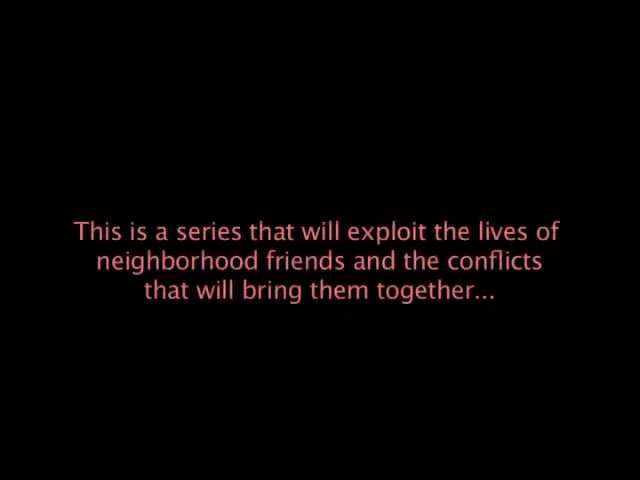 This is a series that will exploit the lives of
neighborhood friends and the conflicts
that will bring them together...